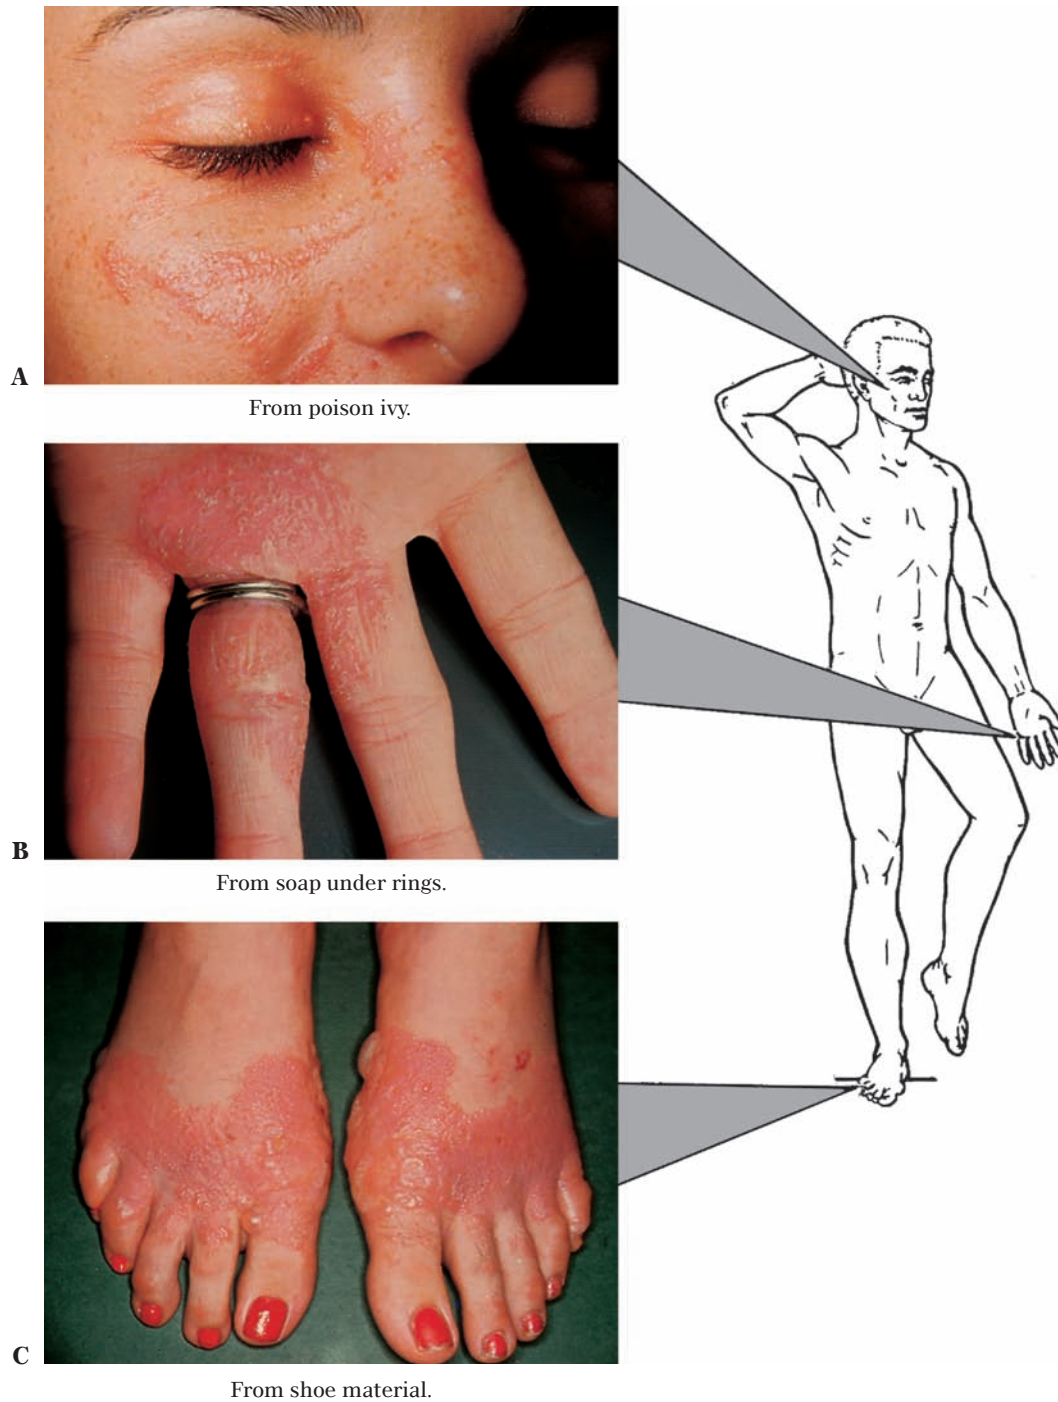 A
From poison ivy.
B
From soap under rings.
C
From shoe material.